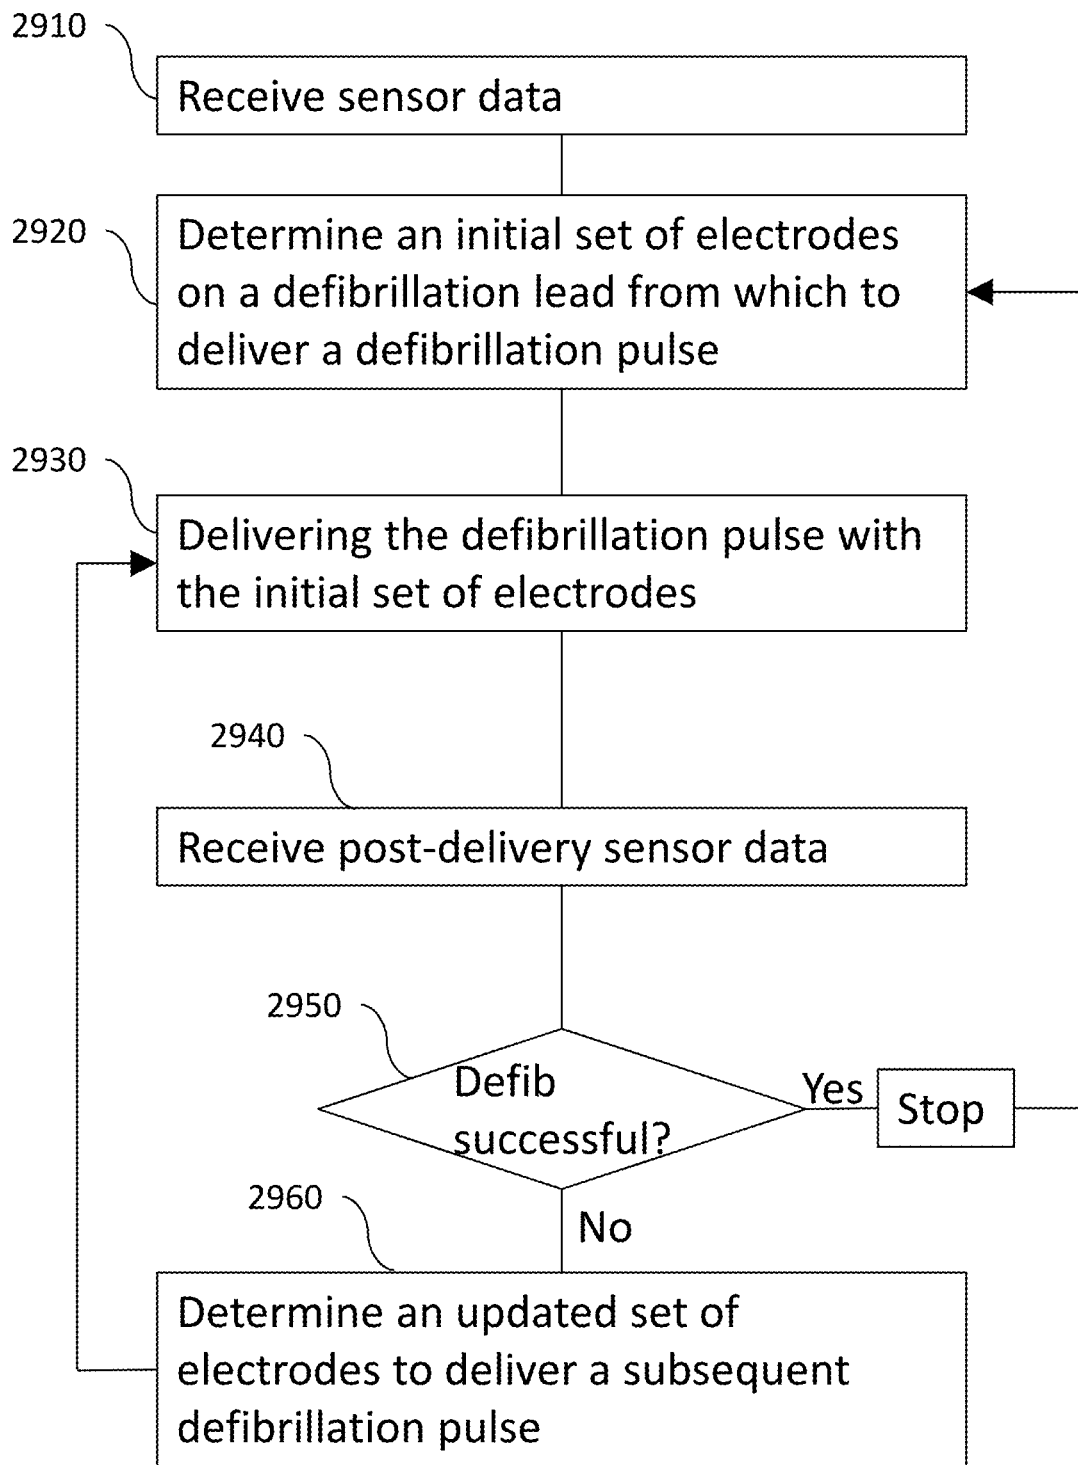 2910
Receive sensor data
2920
Determine an initial set of electrodes
on a defibrillation lead from which to
deliver a defibrillation pulse
2930
Delivering the defibrillation pulse with
the initial set of electrodes
2940
Receive post-delivery sensor data
2950
Defib
successful?
Yes
Stop
No
2960
Determine an updated set of
electrodes to deliver a subsequent
defibrillation pulse